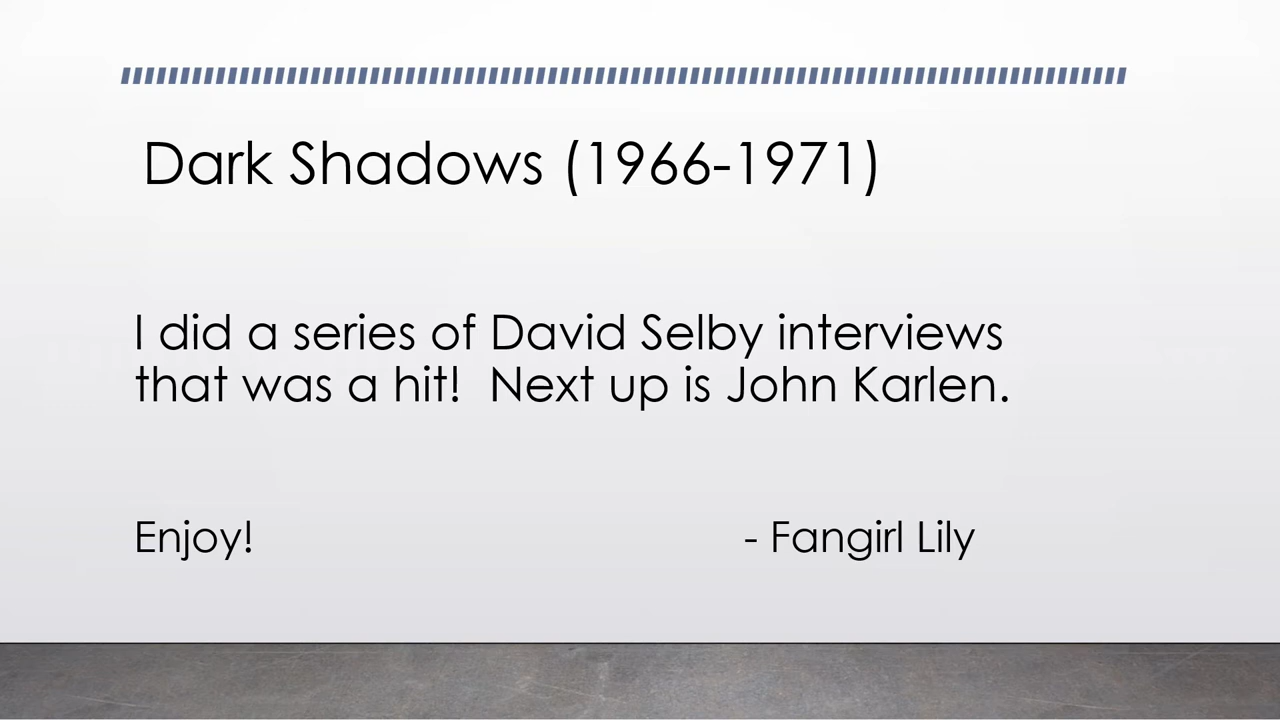 Dark Shadows (1966-1971)
I did a series of David Selby interviews
that was a hit!  Next up is John Karlen.
Enjoy! - Fangirl Lily